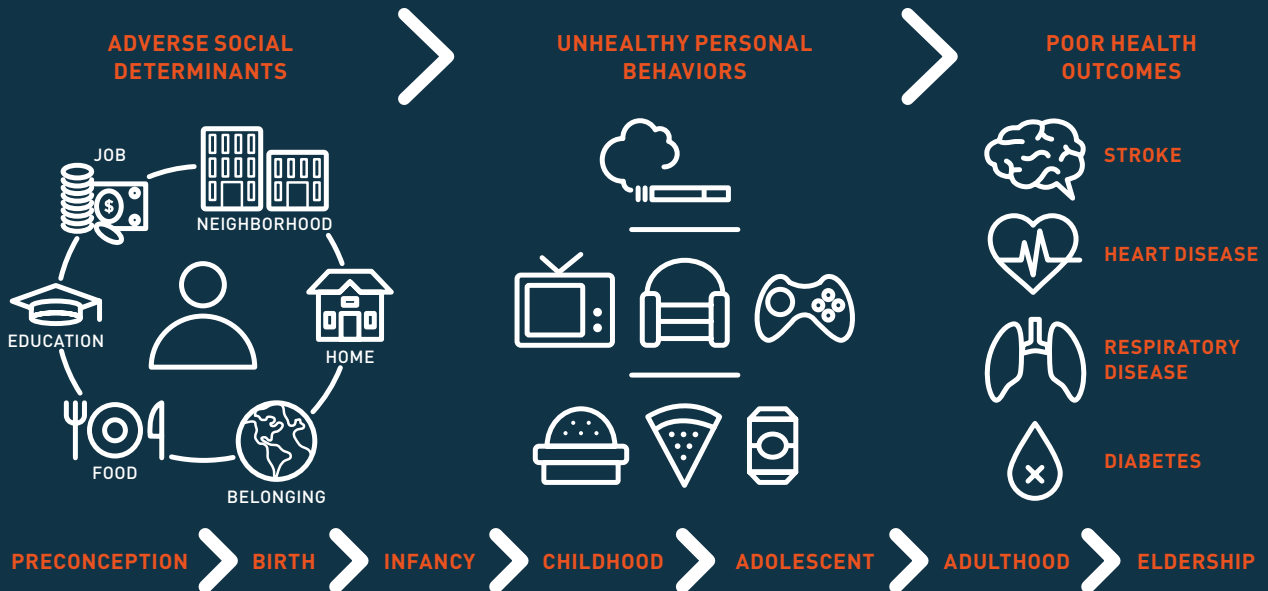 ADVERSE SOCIAL
DETERMINANTS
UNHEALTHY PERSONAL
BEHAVIORS
POOR HEALTH
OUTCOMES
JOB
$
NEIGHBORHOOD
EDUCATION
HOME
FOOD
BELONGING
STROKE
HEART DISEASE
RESPIRATORY
DISEASE
DIABETES
PRECONCEPTION
BIRTH
INFANCY
CHILDHOOD
ADOLESCENT
ADULTHOOD
ELDERSHIP